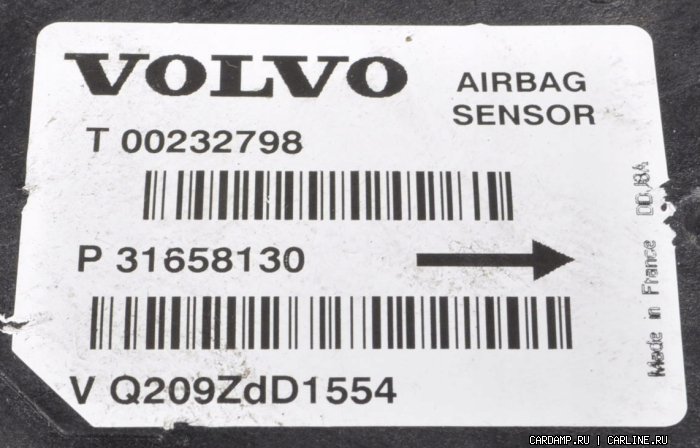 VOLVO
AIRBAG
SENSOR
T 00232798
P 31658130
V Q209ZdD1554
Made in France
CARDAMP.RU | CARLINE.RU